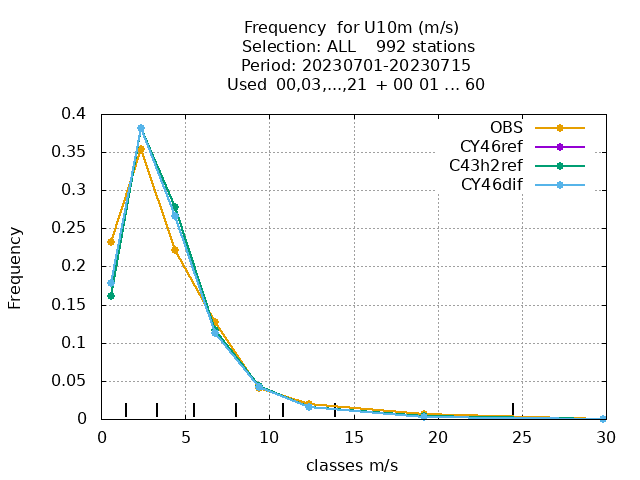 Frequency  for U10m (m/s)
Selection: ALL    992 stations
Period: 20230701-20230715
Used  00,03,...,21  + 00 01 ... 60
OBS
CY46ref
C43h2ref
CY46dif
0.4
0.35
0.3
0.25
0.2
0.15
0.1
0.05
0
Frequency
0 5 10 15 20 25 30
classes m/s